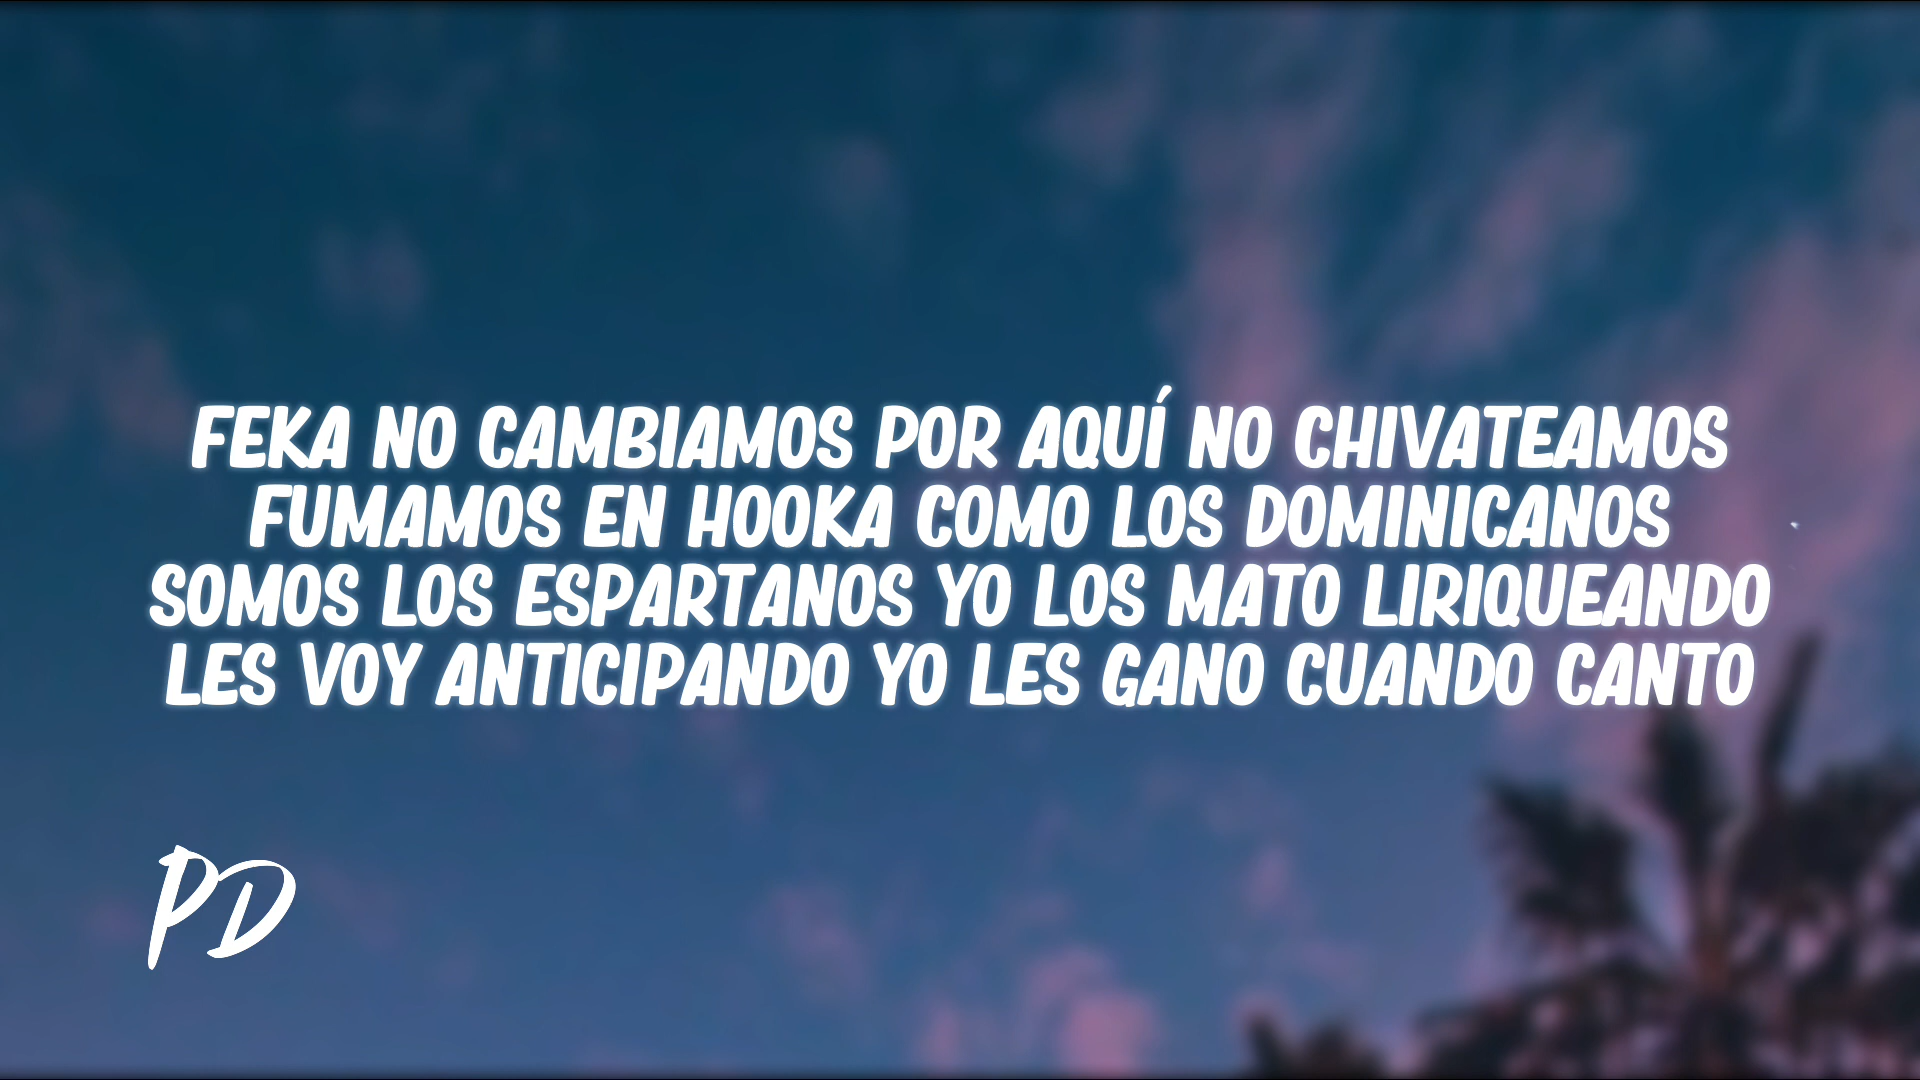 FEKA NO CAMBIAMOS POR AQUÍ NO CHIVATEAMOS
FUMAMOS EN HOOKA COMO LOS DOMINICANOS
SOMOS LOS ESPARTANOS YO LOS MATO LIRIQUEANDO
LES VOY ANTICIPANDO YO LES GANO CUANDO CANTO
PD